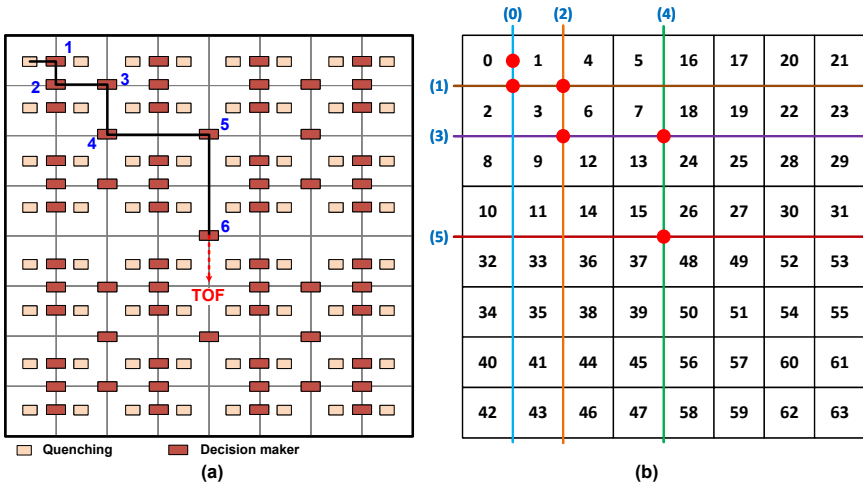 1
2
3
4
5
6
TOF
Quenching
Decision maker
(a)
(0) (2) (4)
(1)
(3)
(5)
0 1 4 5 16 17 20 21
2 3 6 7 18 19 22 23
8 9 12 13 24 25 28 29
10 11 14 15 26 27 30 31
32 33 36 37 48 49 52 53
34 35 38 39 50 51 54 55
40 41 44 45 56 57 60 61
42 43 46 47 58 59 62 63
(b)